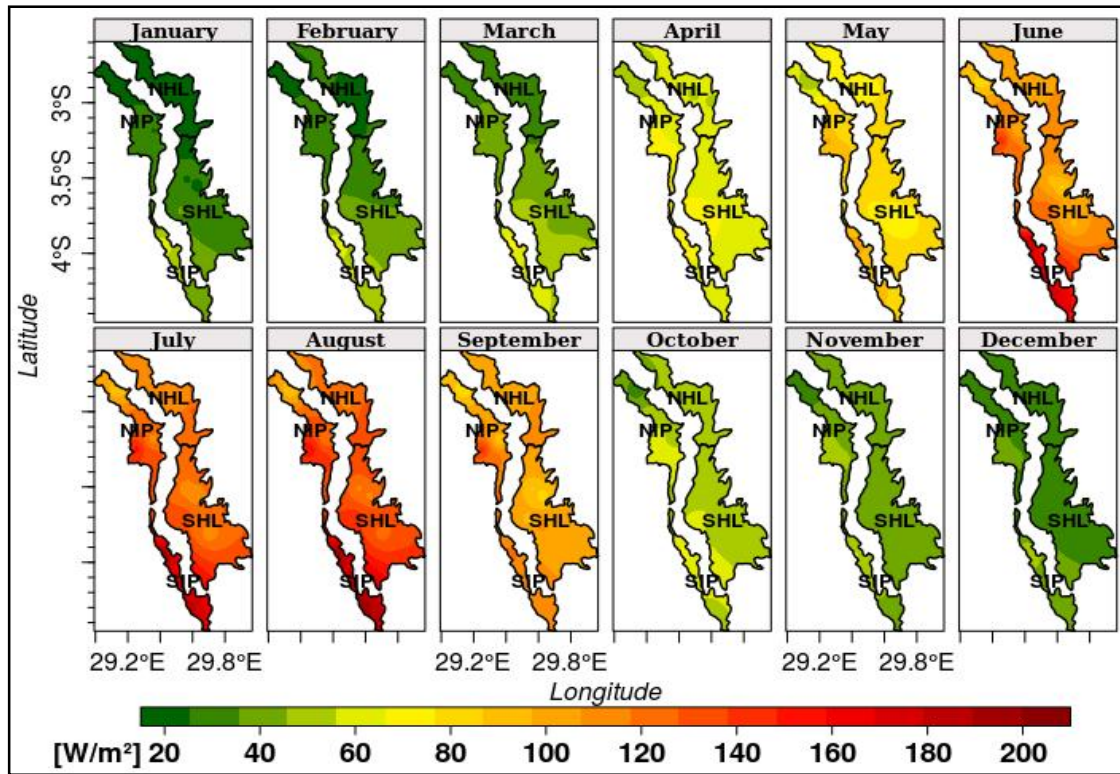 January February March April May June
NHL NHL NHL NHL NHL NHL
3°S
NIP NIP NIP NIP NIP NIP
3.5°S
SHL SHL SHL SHL SHL SHL
4°S
SIP SIP SIP SIP SIP SIP
Latitude
July August September October November December
NHL NHL NHL NHL NHL NHL
NIP NIP NIP NIP NIP NIP
SHL SHL SHL SHL SHL SHL
SIP SIP SIP SIP SIP SIP
29.2°E 29.8°E 29.2°E 29.8°E 29.2°E 29.8°E
Longitude
[W/m²] 20 40 60 80 100 120 140 160 180 200